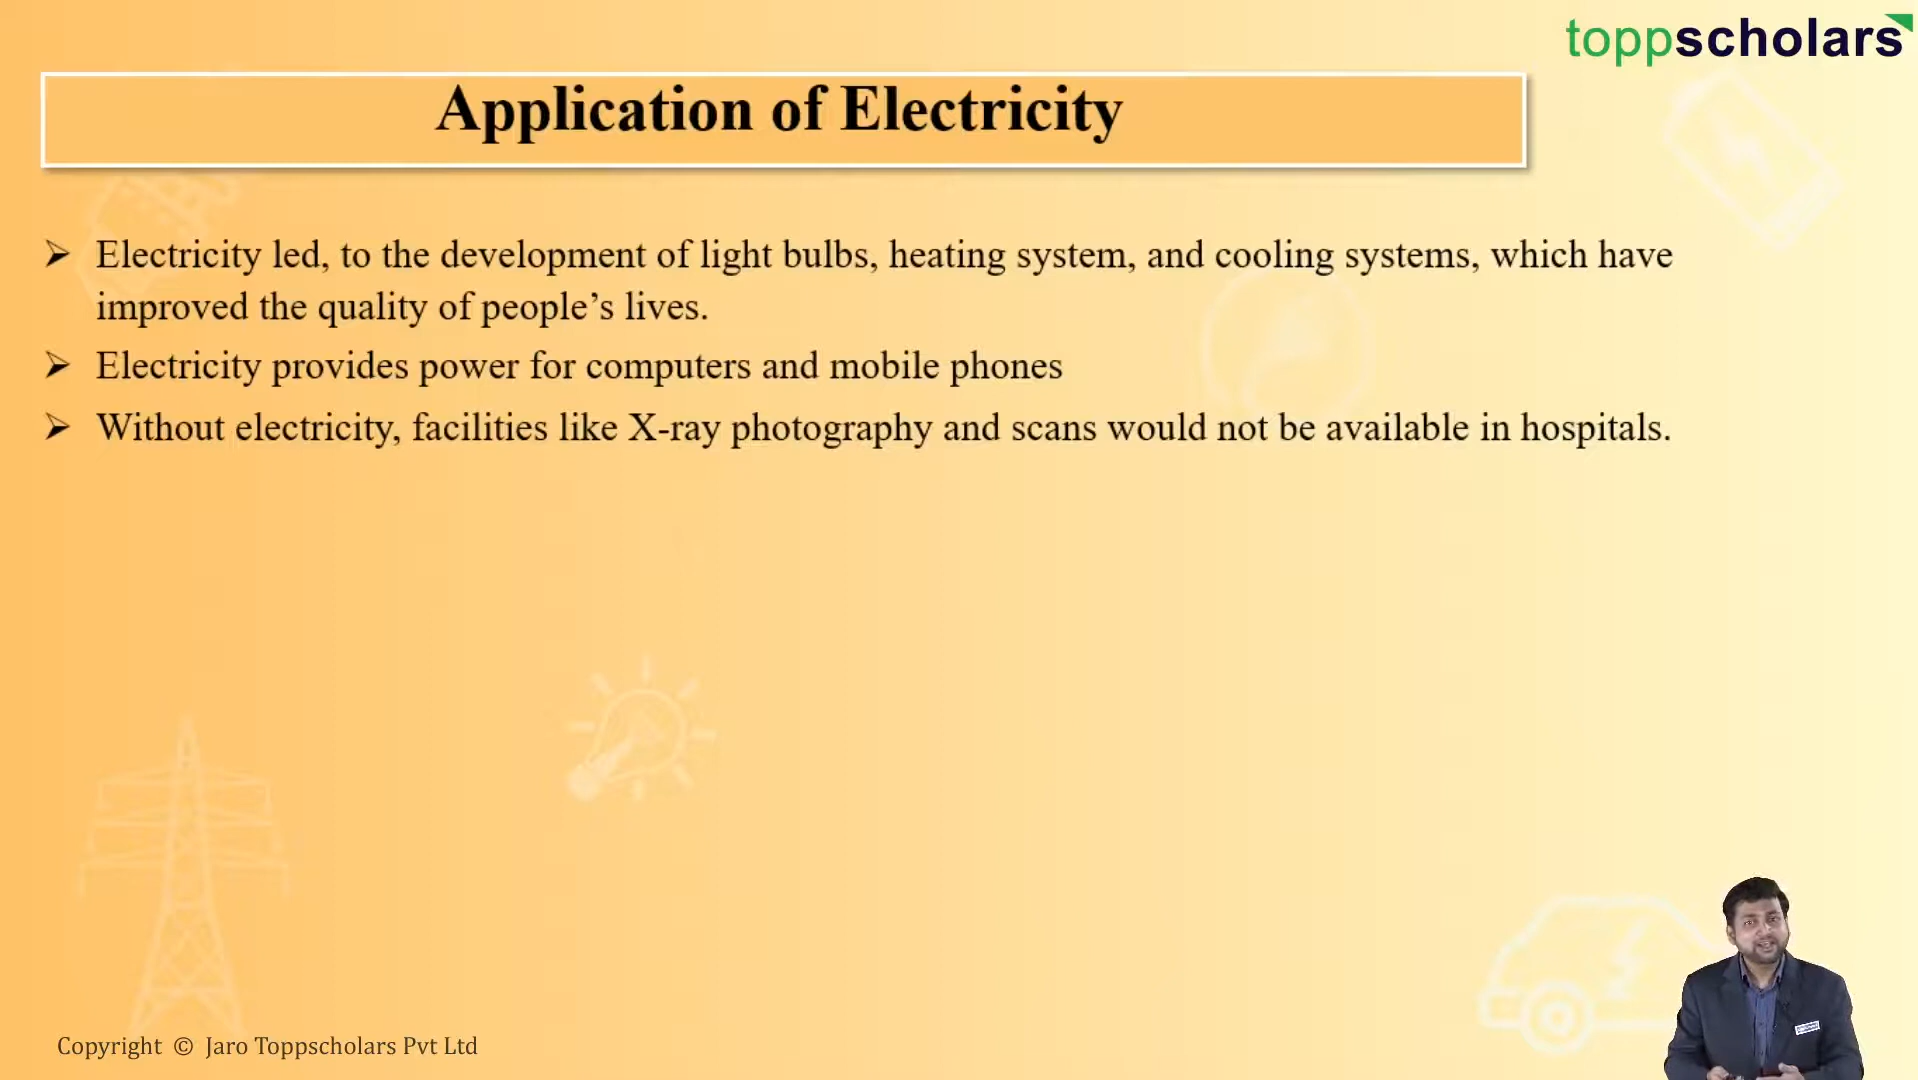 toppscholars
Application of Electricity
➢ Electricity led, to the development of light bulbs, heating system, and cooling systems, which have
improved the quality of people’s lives.
➢ Electricity provides power for computers and mobile phones
➢ Without electricity, facilities like X-ray photography and scans would not be available in hospitals.
Copyright © Jaro Toppscholars Pvt Ltd